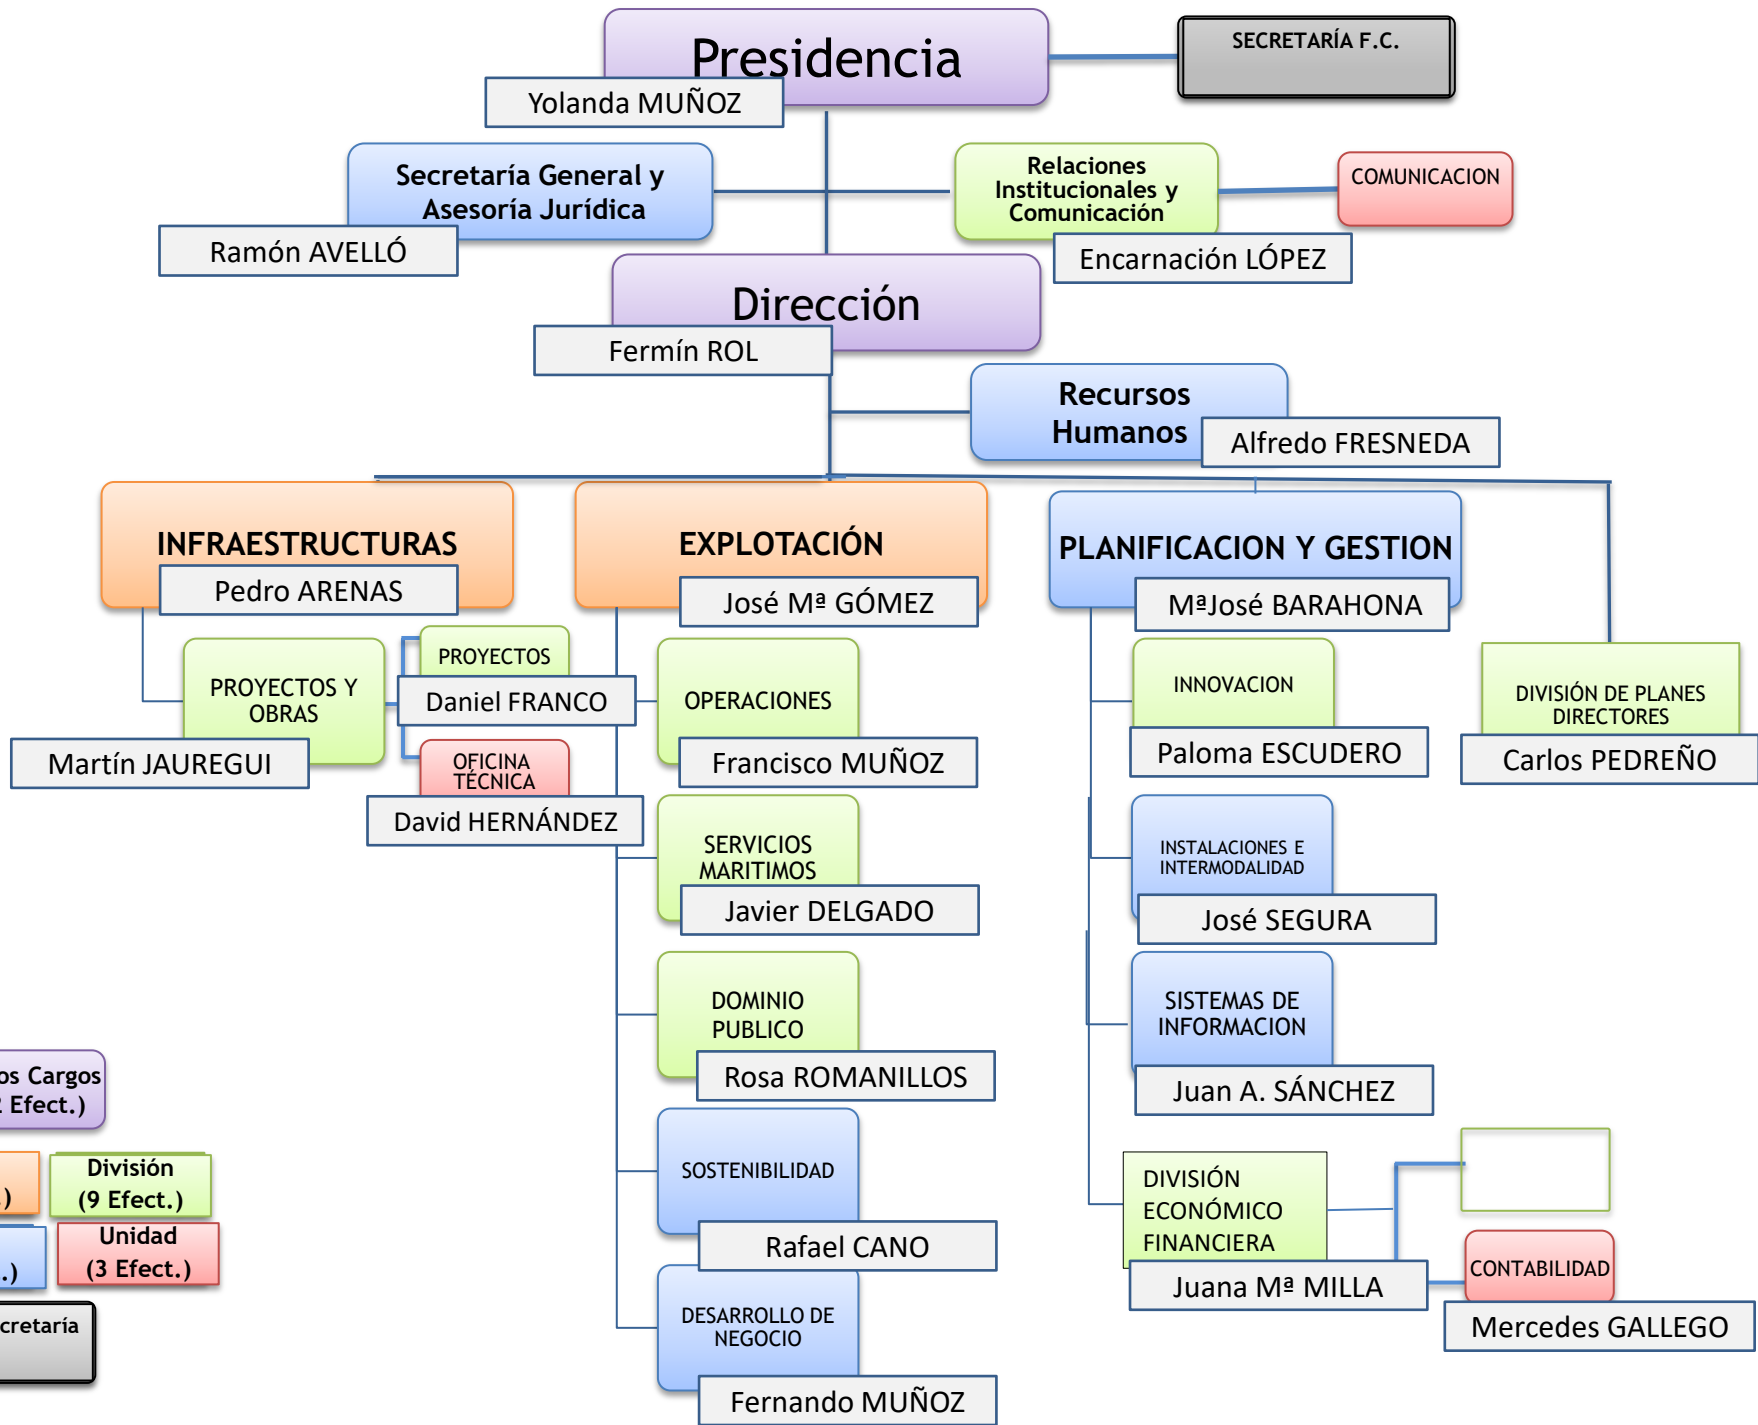 Presidencia
SECRETARÍA F.C.
Yolanda MUÑOZ
Secretaría General y
Asesoría Jurídica
Ramón AVELLÓ
Relaciones
Institucionales y
Comunicación
COMUNICACION
Encarnación LÓPEZ
Dirección
Fermín ROL
Recursos
Humanos
Alfredo FRESNEDA
INFRAESTRUCTURAS
Pedro ARENAS
EXPLOTACIÓN
José Mª GÓMEZ
PLANIFICACION Y GESTION
MªJosé BARAHONA
PROYECTOS Y
OBRAS
Martín JAUREGUI
PROYECTOS
Daniel FRANCO
OFICINA
TÉCNICA
David HERNÁNDEZ
OPERACIONES
Francisco MUÑOZ
SERVICIOS
MARITIMOS
Javier DELGADO
DOMINIO
PUBLICO
Rosa ROMANILLOS
SOSTENIBILIDAD
Rafael CANO
DESARROLLO DE
NEGOCIO
Fernando MUÑOZ
INNOVACION
Paloma ESCUDERO
INSTALACIONES E
INTERMODALIDAD
José SEGURA
SISTEMAS DE
INFORMACION
Juan A. SÁNCHEZ
DIVISIÓN
ECONÓMICO
FINANCIERA
Juana Mª MILLA
CONTABILIDAD
Mercedes GALLEGO
DIVISIÓN DE PLANES
DIRECTORES
Carlos PEDREÑO
os Cargos
Efect.)
.)
División
(9 Efect.)
.)
Unidad
(3 Efect.)
cretaría